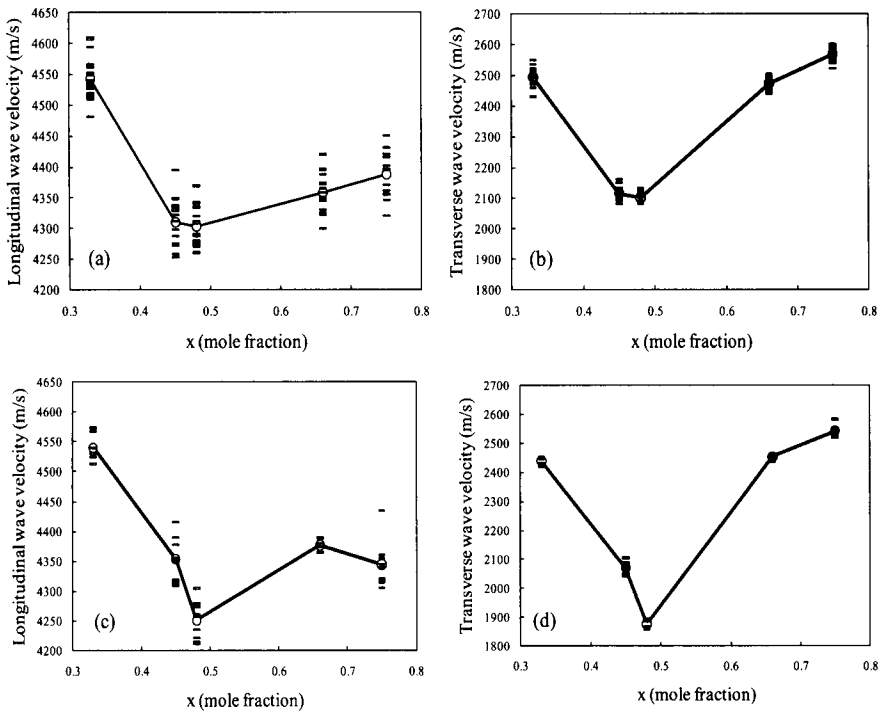 Longitudinal wave velocity (m/s)
4650
4600
4550
4500
4450
4400
4350
4300
4250
4200
(a)
0.3 0.4 0.5 0.6 0.7 0.8
x (mole fraction)
Transverse wave velocity (m/s)
2700
2600
2500
2400
2300
2200
2100
2000
1900
1800
(b)
0.3 0.4 0.5 0.6 0.7 0.8
x (mole fraction)
Longitudinal wave velocity (m/s)
4650
4600
4550
4500
4450
4400
4350
4300
4250
4200
(c)
0.3 0.4 0.5 0.6 0.7 0.8
x (mole fraction)
Transverse wave velocity (m/s)
2700
2600
2500
2400
2300
2200
2100
2000
1900
1800
(d)
0.3 0.4 0.5 0.6 0.7 0.8
x (mole fraction)